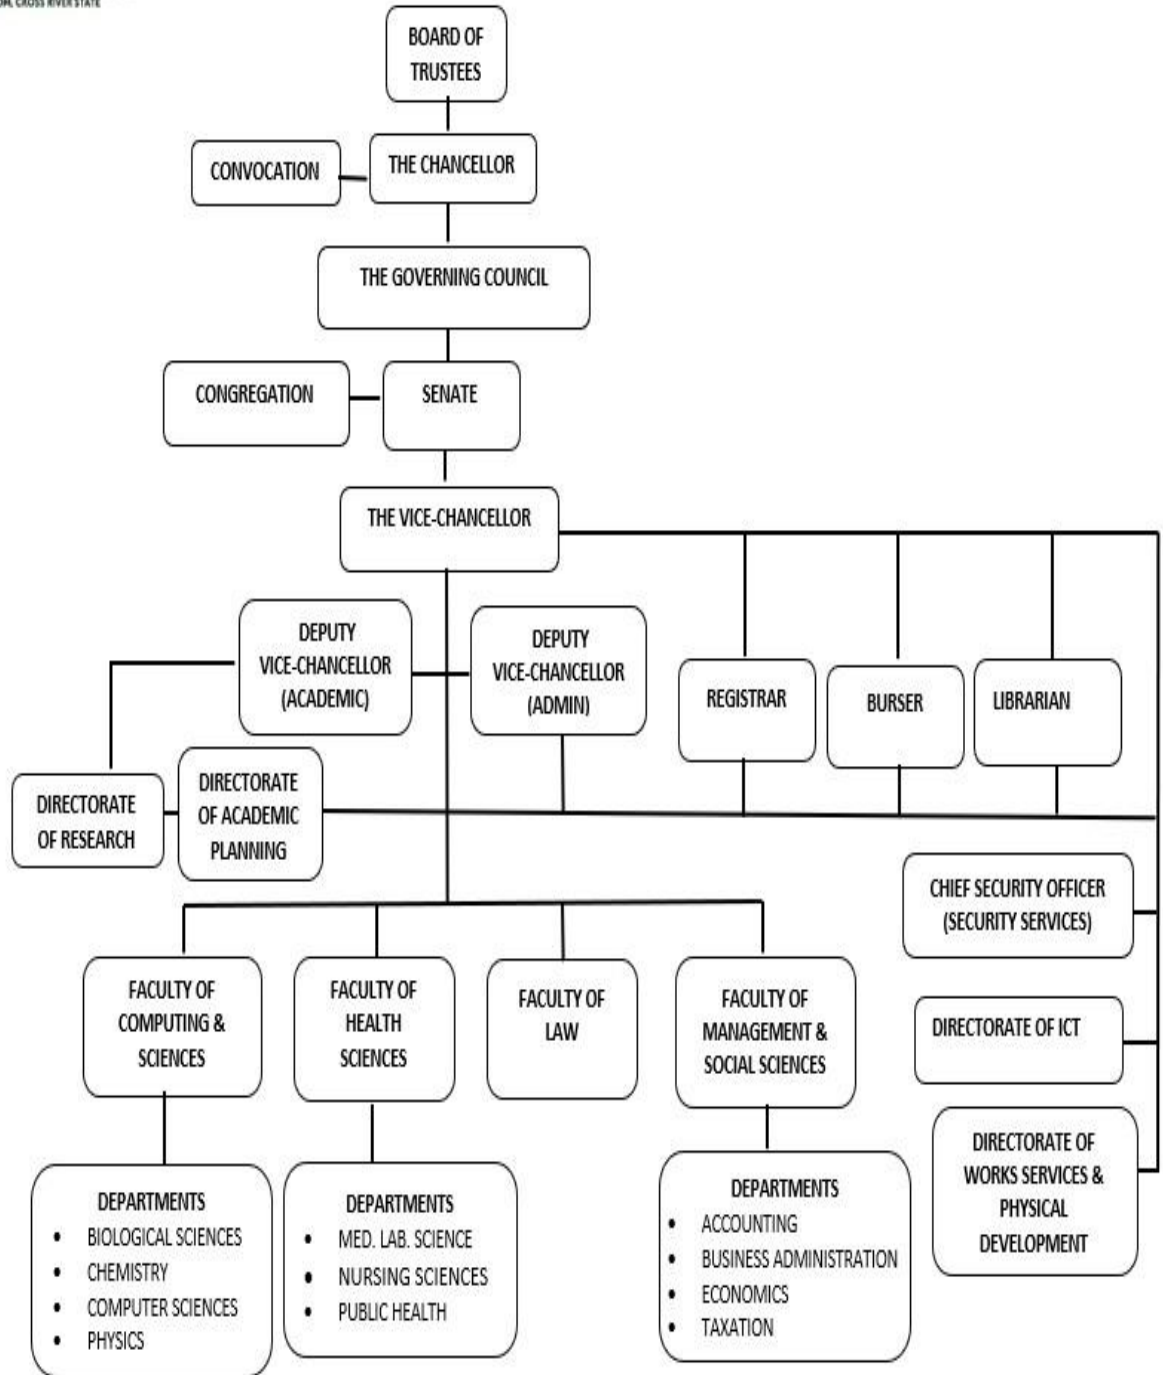 CROSS RIVER STATE
BOARD OF
TRUSTEES
CONVOCATION
THE CHANCELLOR
THE GOVERNING COUNCIL
CONGREGATION
SENATE
THE VICE-CHANCELLOR
DEPUTY
VICE-CHANCELLOR
(ACADEMIC)
DEPUTY
VICE-CHANCELLOR
(ADMIN)
REGISTRAR
BURSER
LIBRARIAN
DIRECTORATE
OF RESEARCH
DIRECTORATE
OF ACADEMIC
PLANNING
CHIEF SECURITY OFFICER
(SECURITY SERVICES)
FACULTY OF
COMPUTING &
SCIENCES
FACULTY OF
HEALTH
SCIENCES
FACULTY OF
LAW
FACULTY OF
MANAGEMENT &
SOCIAL SCIENCES
DIRECTORATE OF ICT
DIRECTORATE OF
WORKS SERVICES &
PHYSICAL
DEVELOPMENT
DEPARTMENTS
• BIOLOGICAL SCIENCES
• CHEMISTRY
• COMPUTER SCIENCES
• PHYSICS
DEPARTMENTS
• MED. LAB. SCIENCE
• NURSING SCIENCES
• PUBLIC HEALTH
DEPARTMENTS
• ACCOUNTING
• BUSINESS ADMINISTRATION
• ECONOMICS
• TAXATION